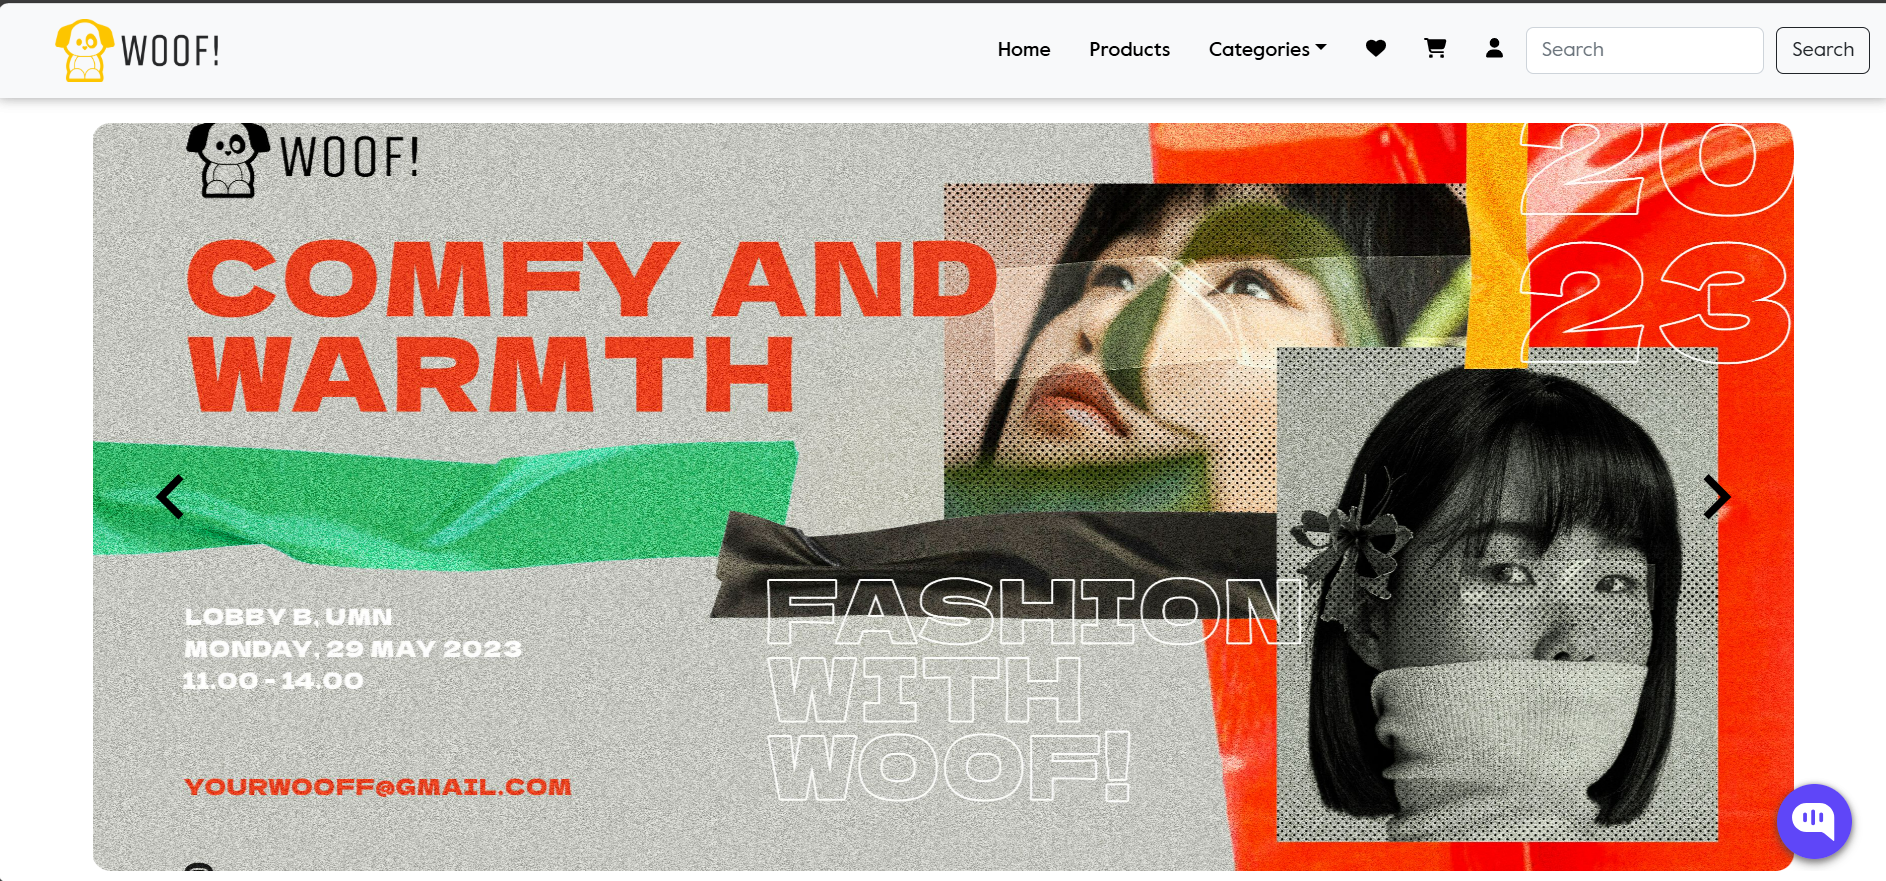 WOOF!
Home
Products
Categories
Search
Search
WOOF!
20
23
COMFY AND
WARMTH
LOBBY B, UMN
MONDAY, 29 MAY 2023
11.00 - 14.00
FASHION
WITH
WOOF!
YOURWOOFF@GMAIL.COM